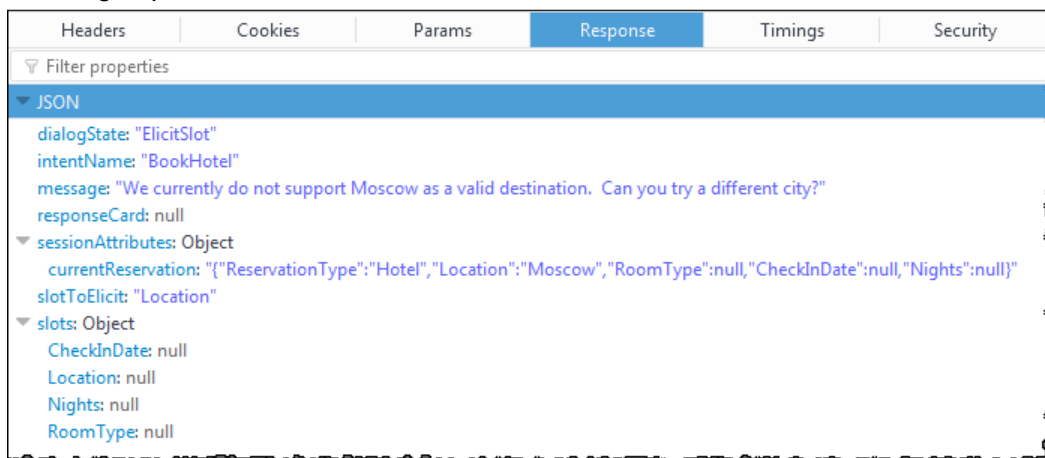 Headers Cookies Params Response Timings Security
Filter properties
JSON
dialogState: "ElicitSlot"
intentName: "BookHotel"
message: "We currently do not support Moscow as a valid destination.  Can you try a different city?"
responseCard: null
sessionAttributes: Object
currentReservation: "{"ReservationType":"Hotel","Location":"Moscow","RoomType":null,"CheckInDate":null,"Nights":null}"
slotToElicit: "Location"
slots: Object
CheckInDate: null
Location: null
Nights: null
RoomType: null